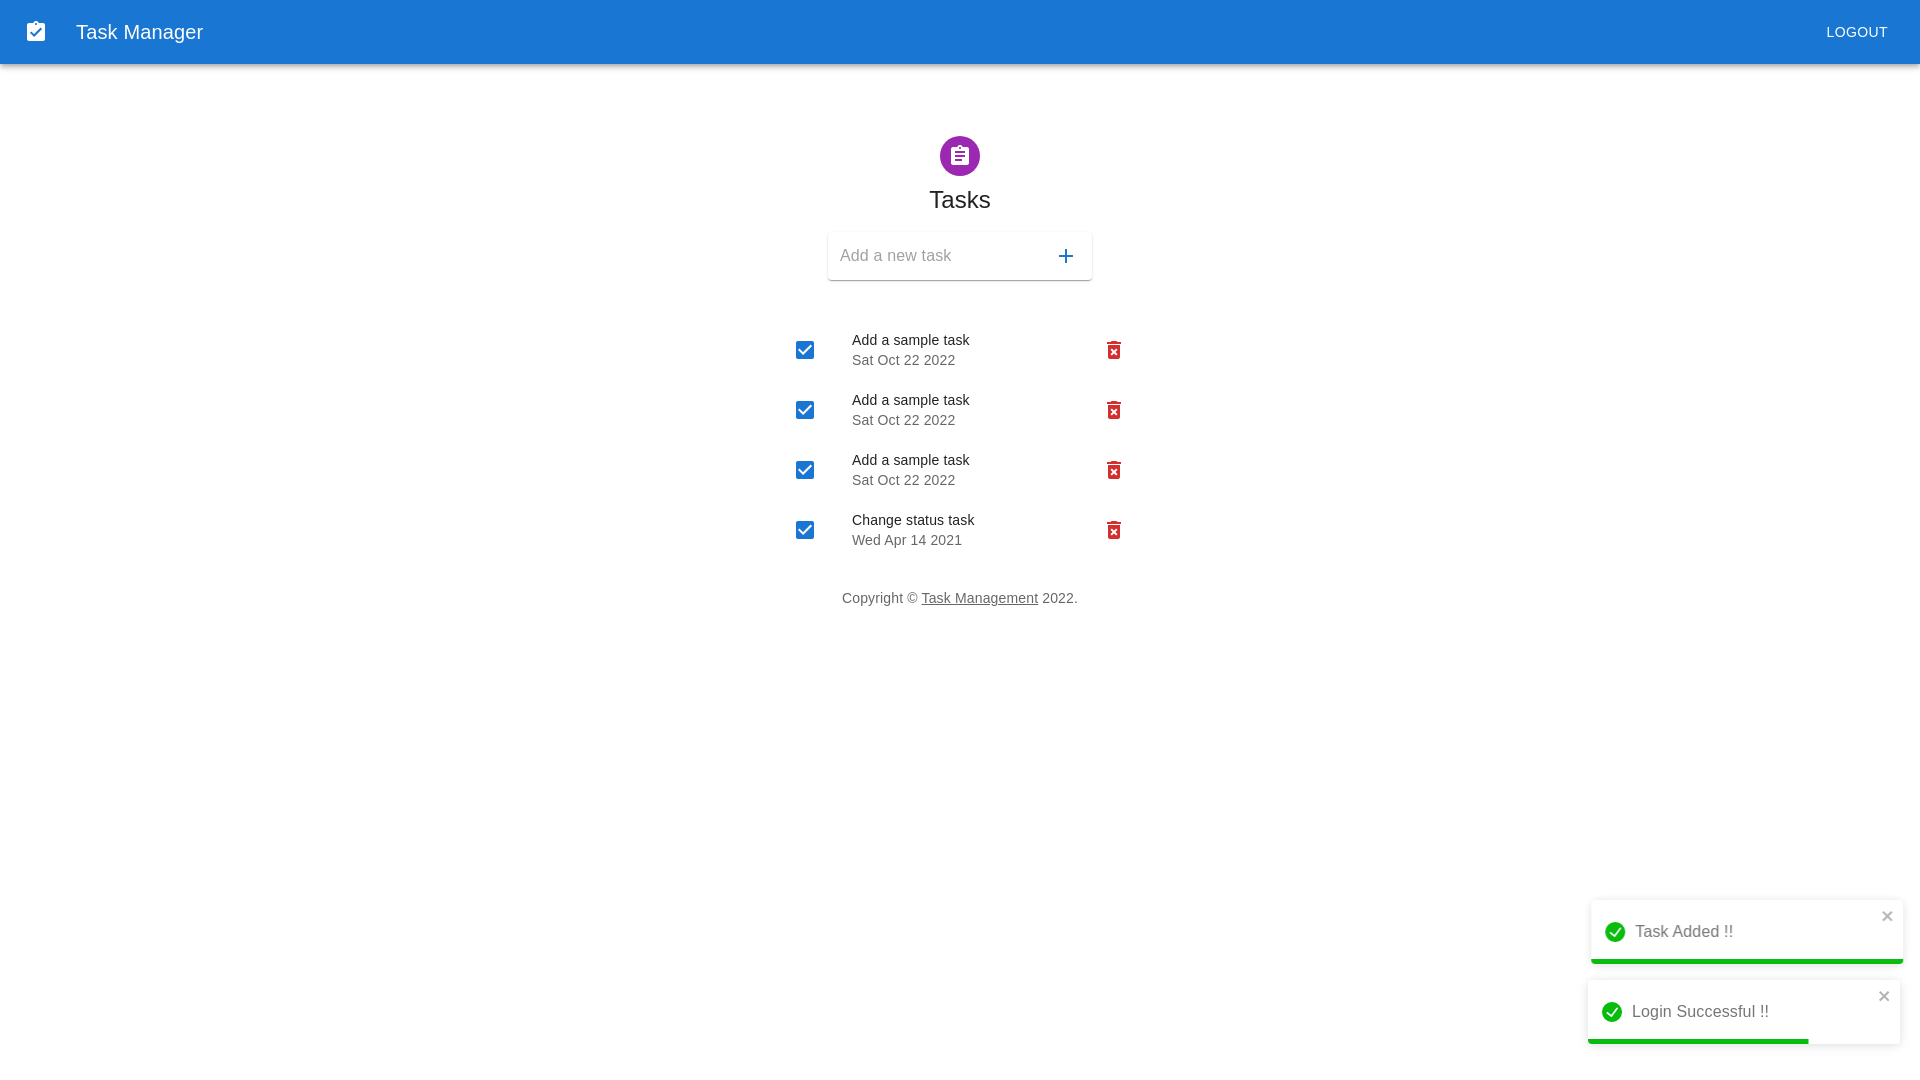 Task Manager
LOGOUT
Tasks
Add a new task
Add a sample task
Sat Oct 22 2022
Add a sample task
Sat Oct 22 2022
Add a sample task
Sat Oct 22 2022
Change status task
Wed Apr 14 2021
Copyright © Task Management 2022.
Task Added !!
Login Successful !!